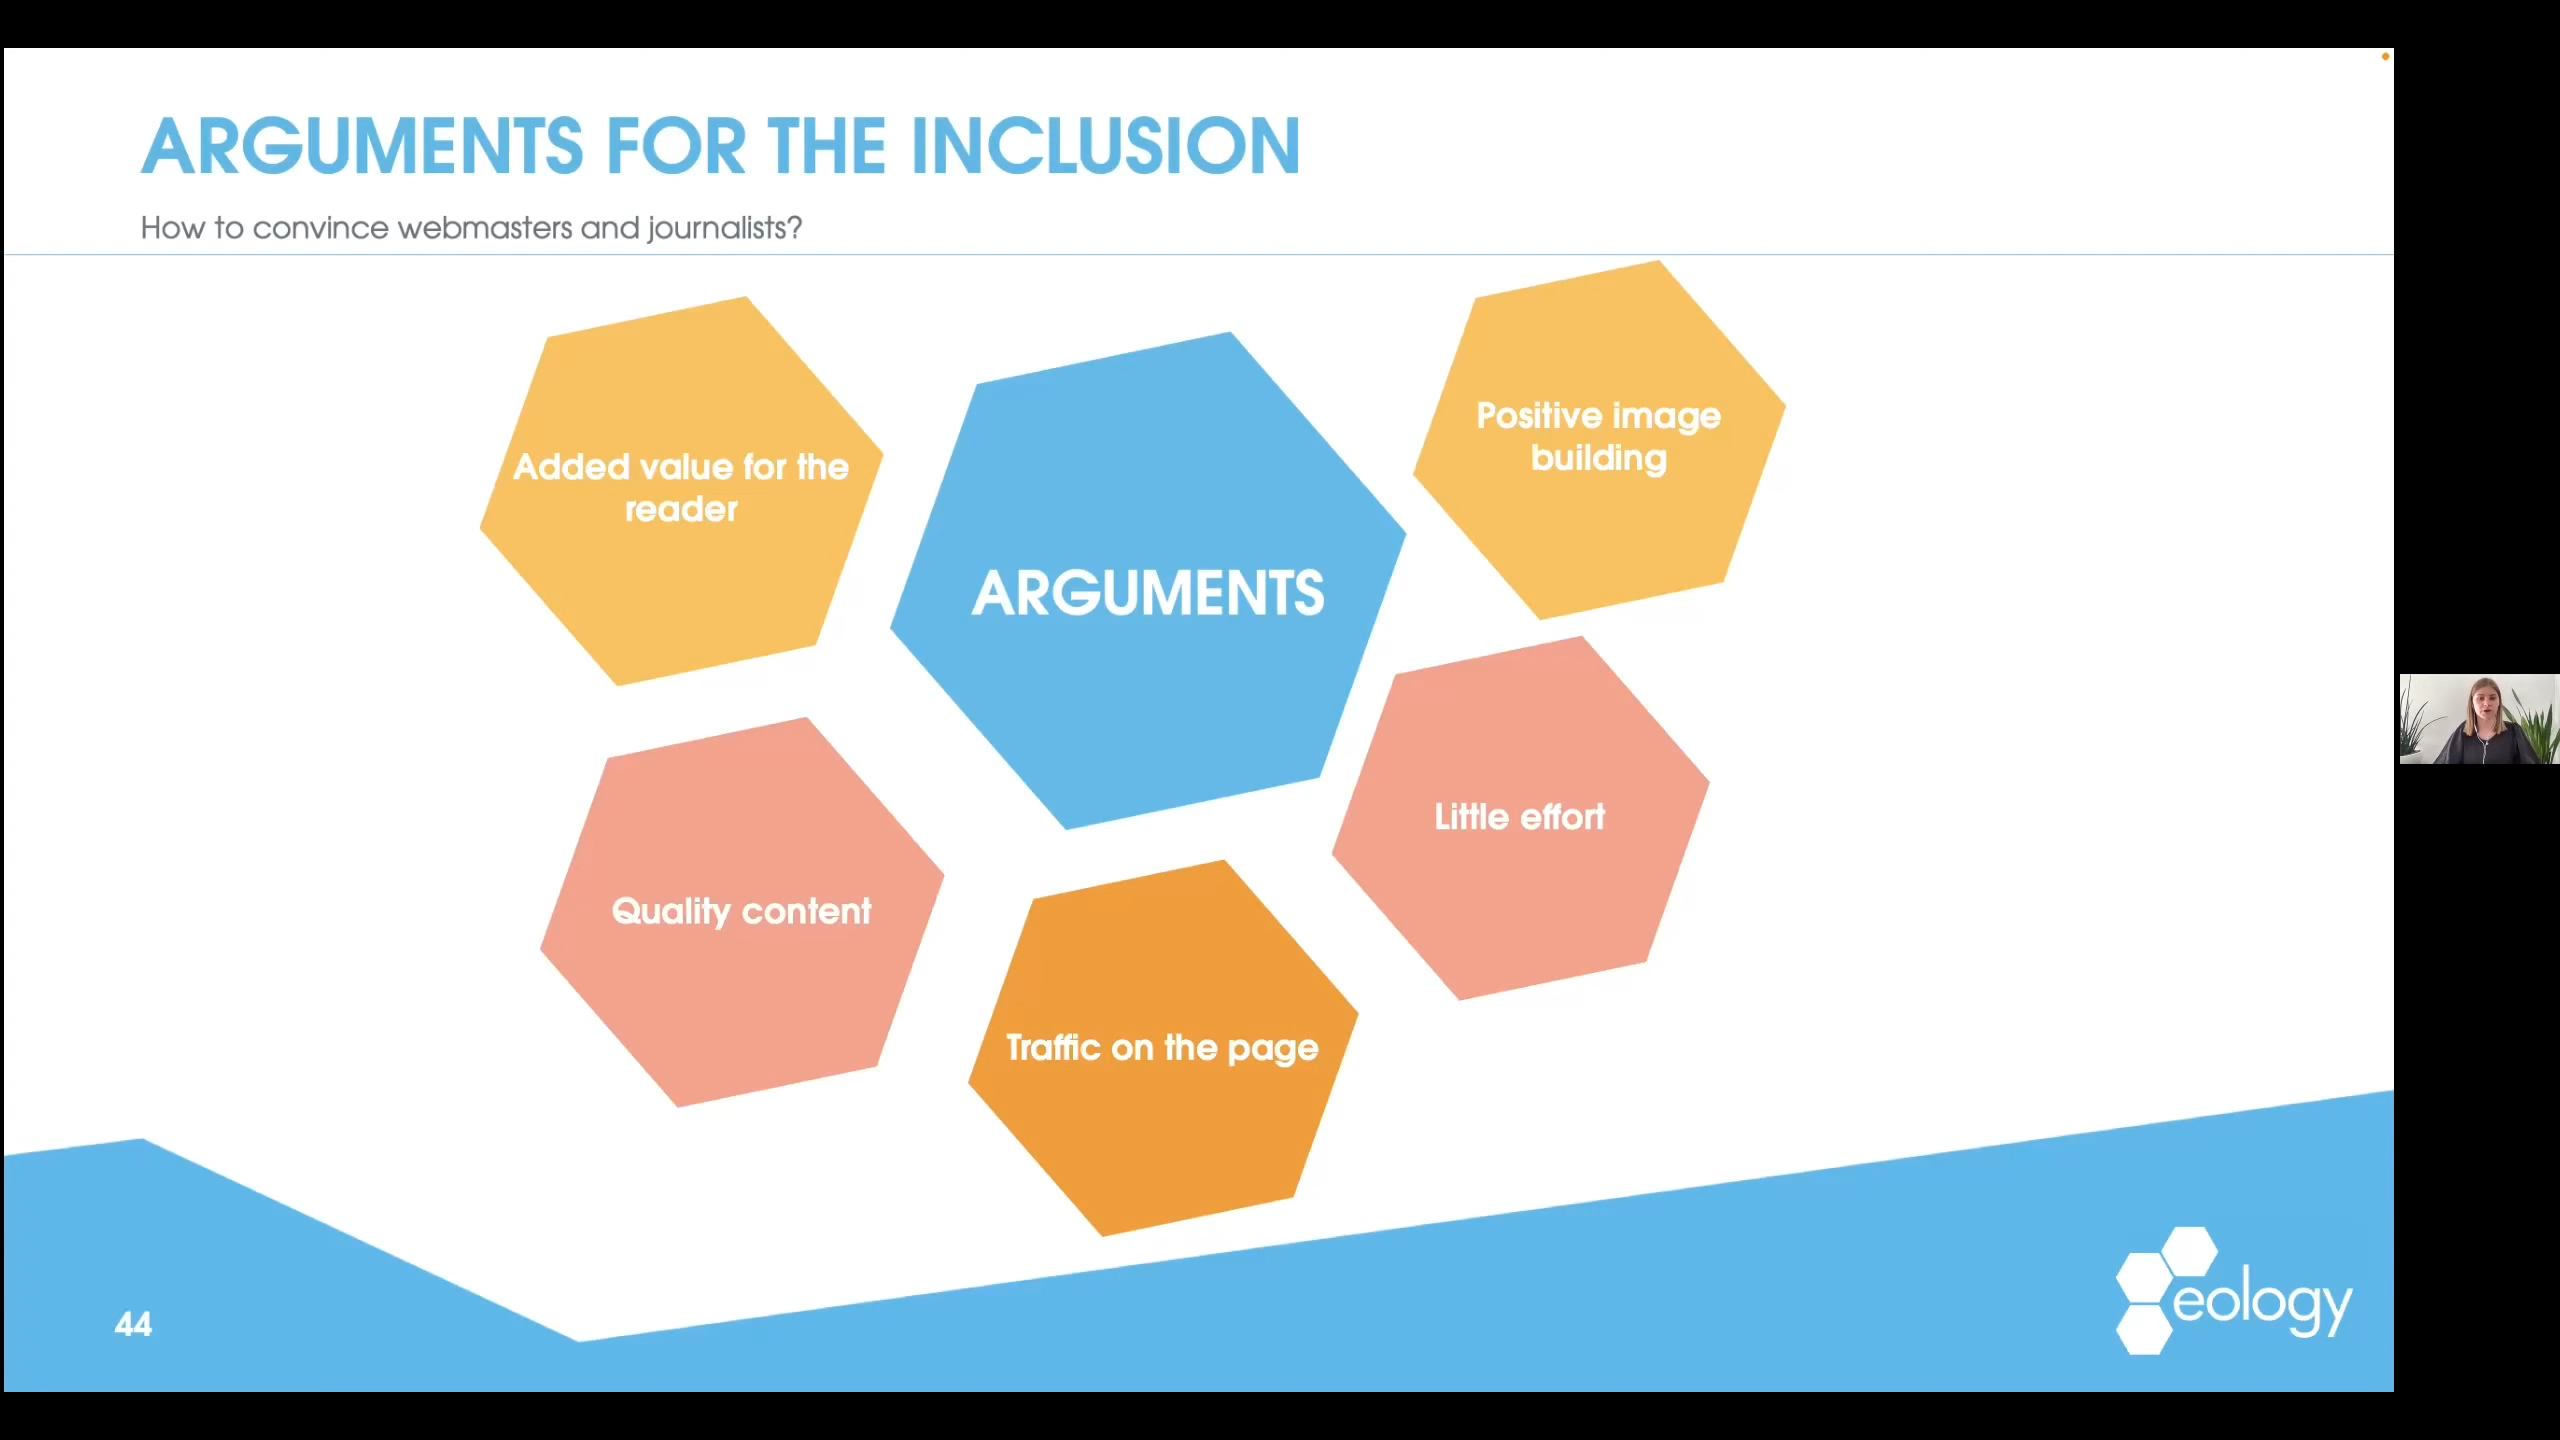 ARGUMENTS FOR THE INCLUSION
How to convince webmasters and journalists?
Added value for the
reader
ARGUMENTS
Positive image
building
Little effort
Quality content
Traffic on the page
44
eology